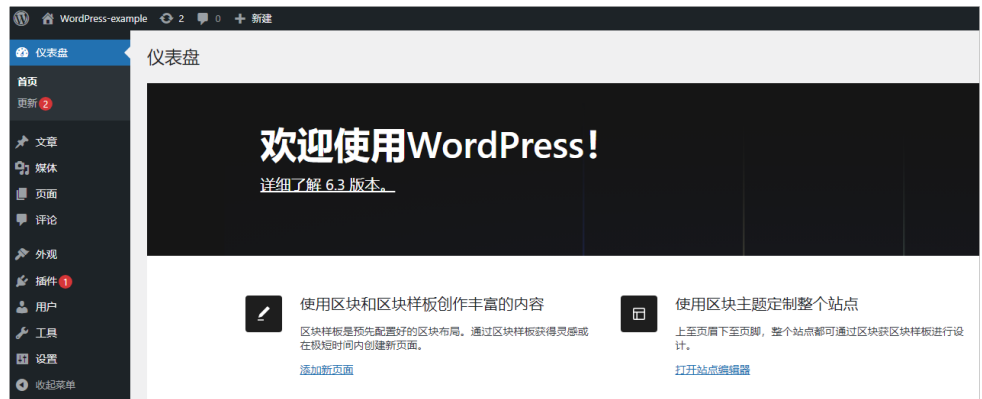 WordPress-example 2 0 新建
仪表盘
首页
更新 2
文章
媒体
页面
评论
外观
插件 1
用户
工具
设置
收起菜单
仪表盘
欢迎使用WordPress！
详细了解 6.3 版本。
使用区块和区块样板创作丰富的内容
区块样板是预先配置好的区块布局。通过区块样板获得灵感或
在极短时间内创建新页面。
添加新页面
使用区块主题定制整个站点
上至页眉下至页脚，整个站点都可通过区块获区块样板进行设
计。
打开站点编辑器